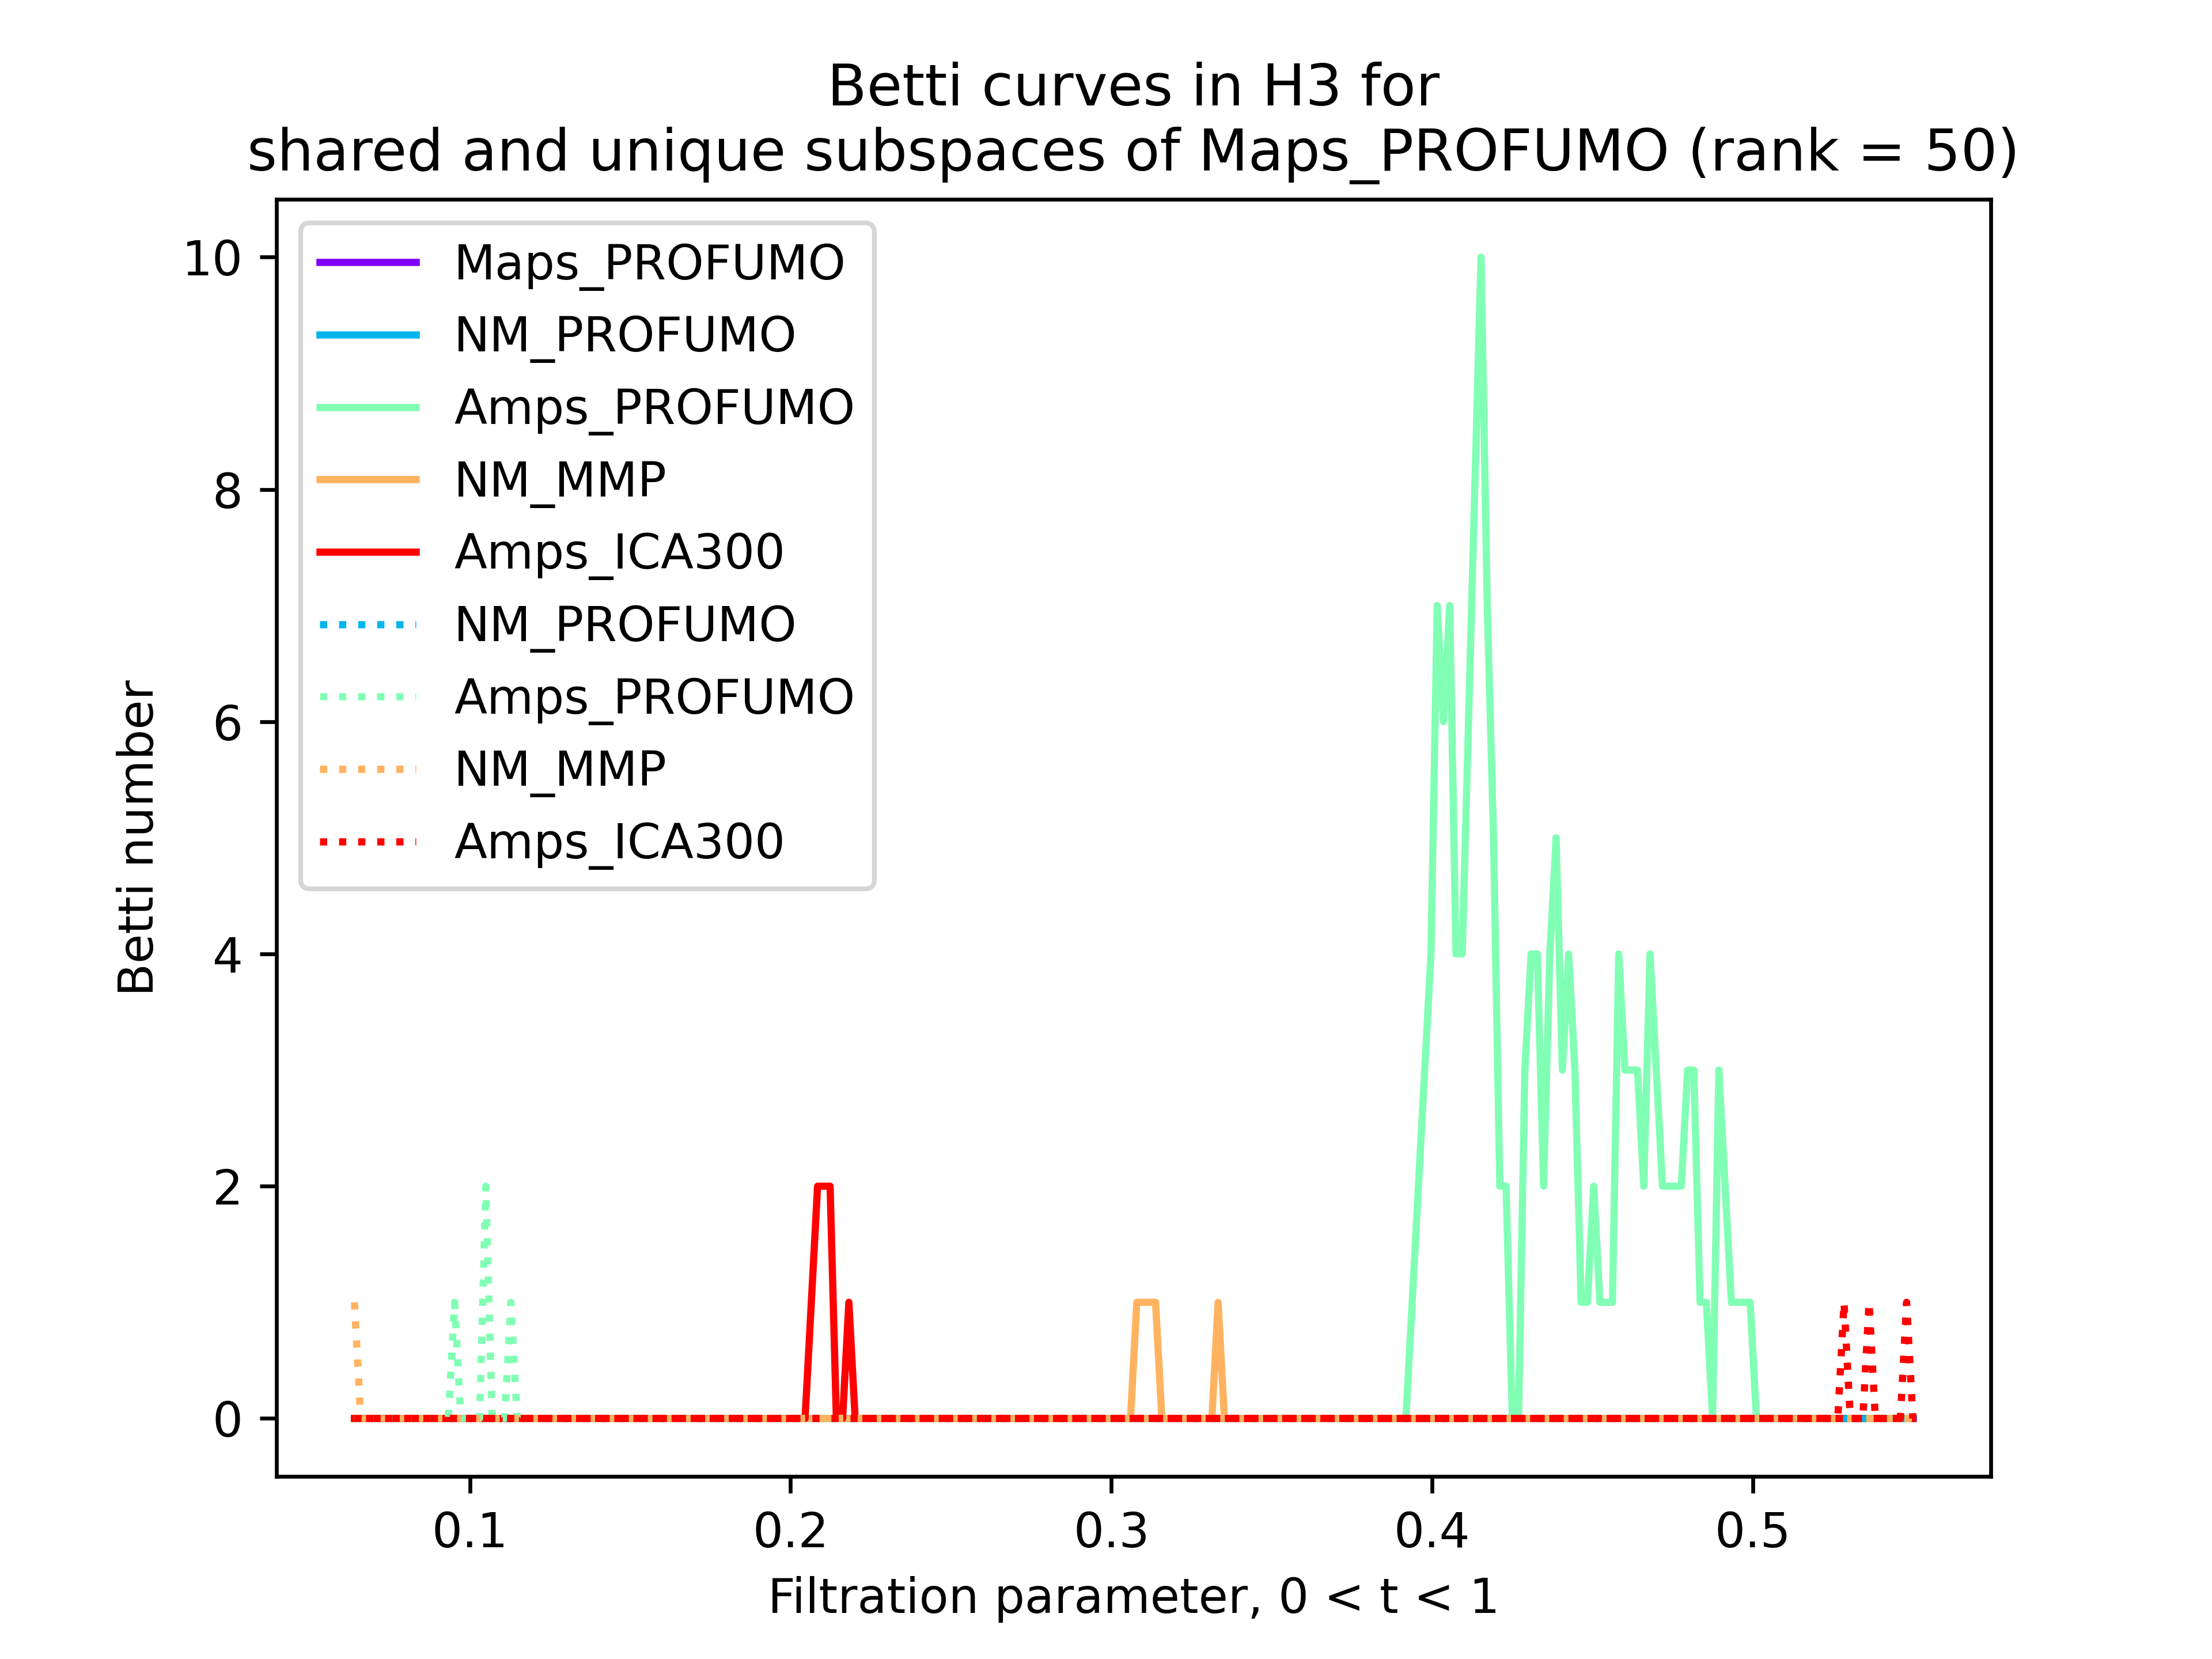 Betti curves in H3 for
shared and unique subspaces of Maps_PROFUMO (rank = 50)
Maps_PROFUMO
NM_PROFUMO
Amps_PROFUMO
NM_MMP
Amps_ICA300
NM_PROFUMO
Amps_PROFUMO
NM_MMP
Amps_ICA300
Betti number
10
8
6
4
2
0
0.1 0.2 0.3 0.4 0.5
Filtration parameter, 0 < t < 1